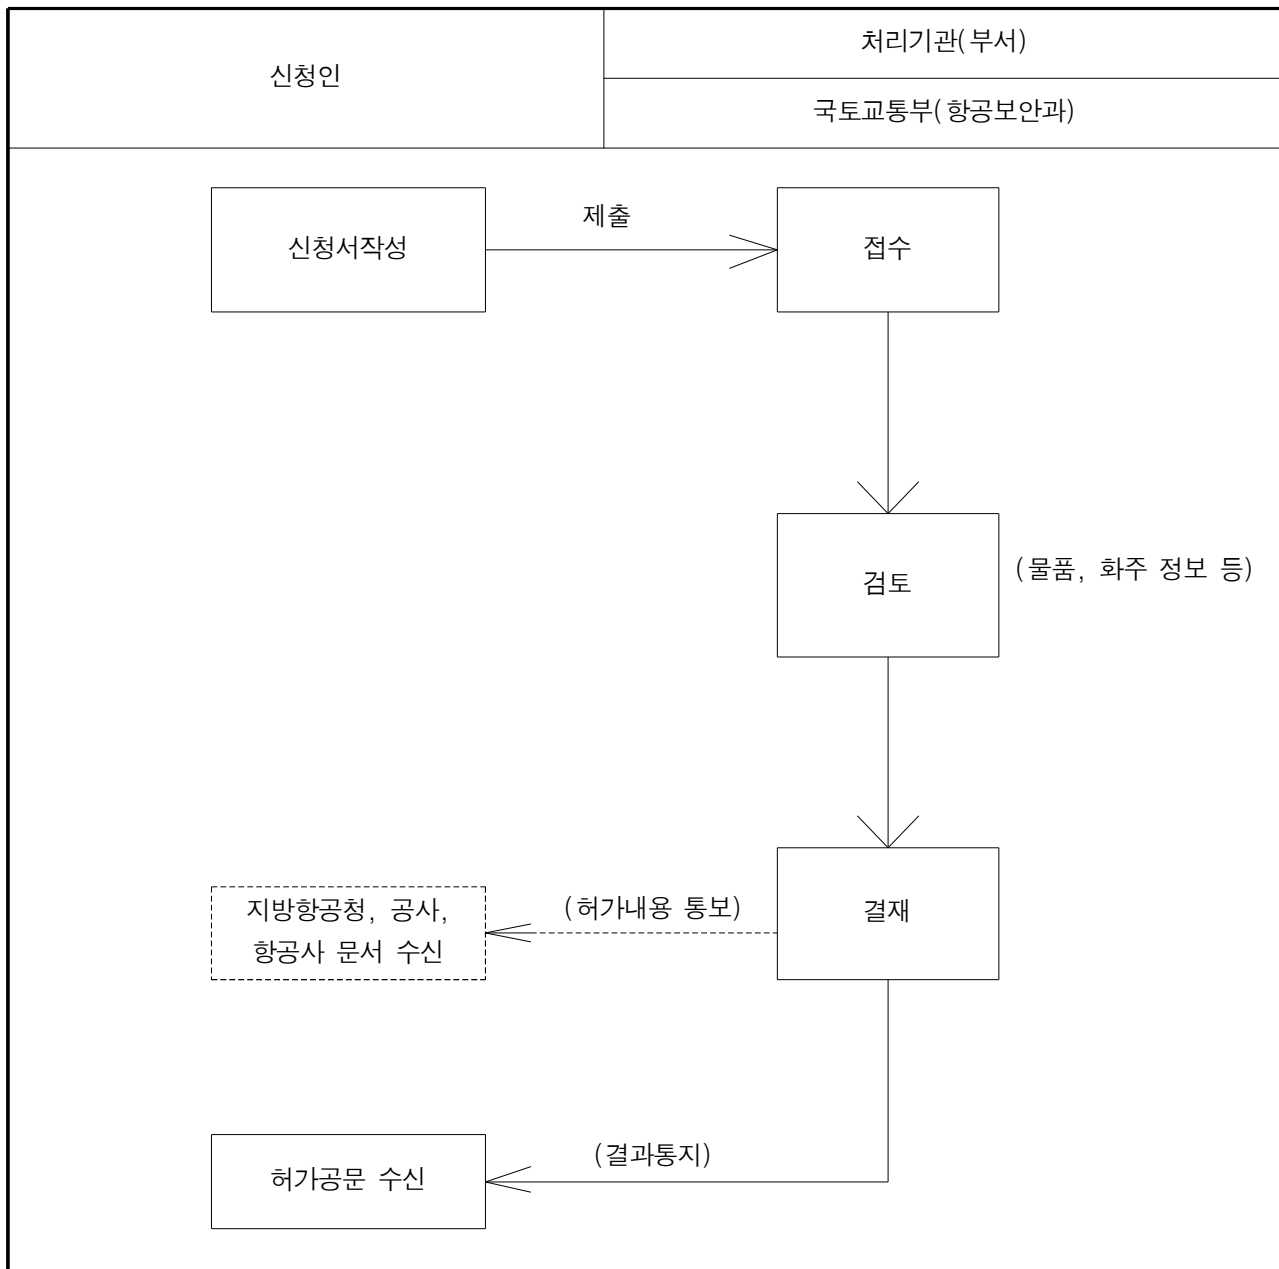 신청인
처리기관(부서)
국토교통부(항공보안과)
신청서작성
제출
접수
검토
(물품, 화주 정보 등)
지방항공청, 공사,
항공사 문서 수신
(허가내용 통보)
결재
허가공문 수신
(결과통지)